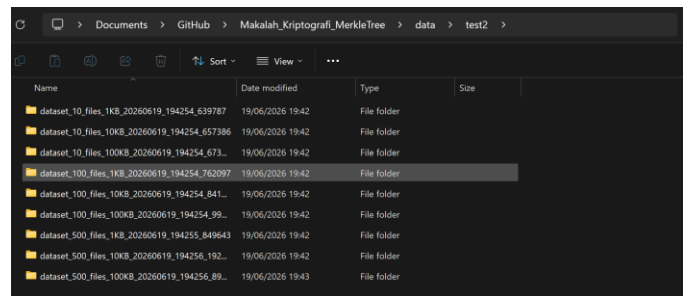 > Documents > GitHub > Makalah_Kriptografi_MerkleTree > data > test2 >
Sort View ...
Name Date modified Type Size
dataset_10_files_1KB_20260619_194254_639787 19/06/2026 19:42 File folder
dataset_10_files_10KB_20260619_194254_657386 19/06/2026 19:42 File folder
dataset_10_files_100KB_20260619_194254_673... 19/06/2026 19:42 File folder
dataset_100_files_1KB_20260619_194254_762097 19/06/2026 19:42 File folder
dataset_100_files_10KB_20260619_194254_841... 19/06/2026 19:42 File folder
dataset_100_files_100KB_20260619_194254_99... 19/06/2026 19:42 File folder
dataset_500_files_1KB_20260619_194255_849643 19/06/2026 19:42 File folder
dataset_500_files_10KB_20260619_194256_192... 19/06/2026 19:42 File folder
dataset_500_files_100KB_20260619_194256_89... 19/06/2026 19:43 File folder